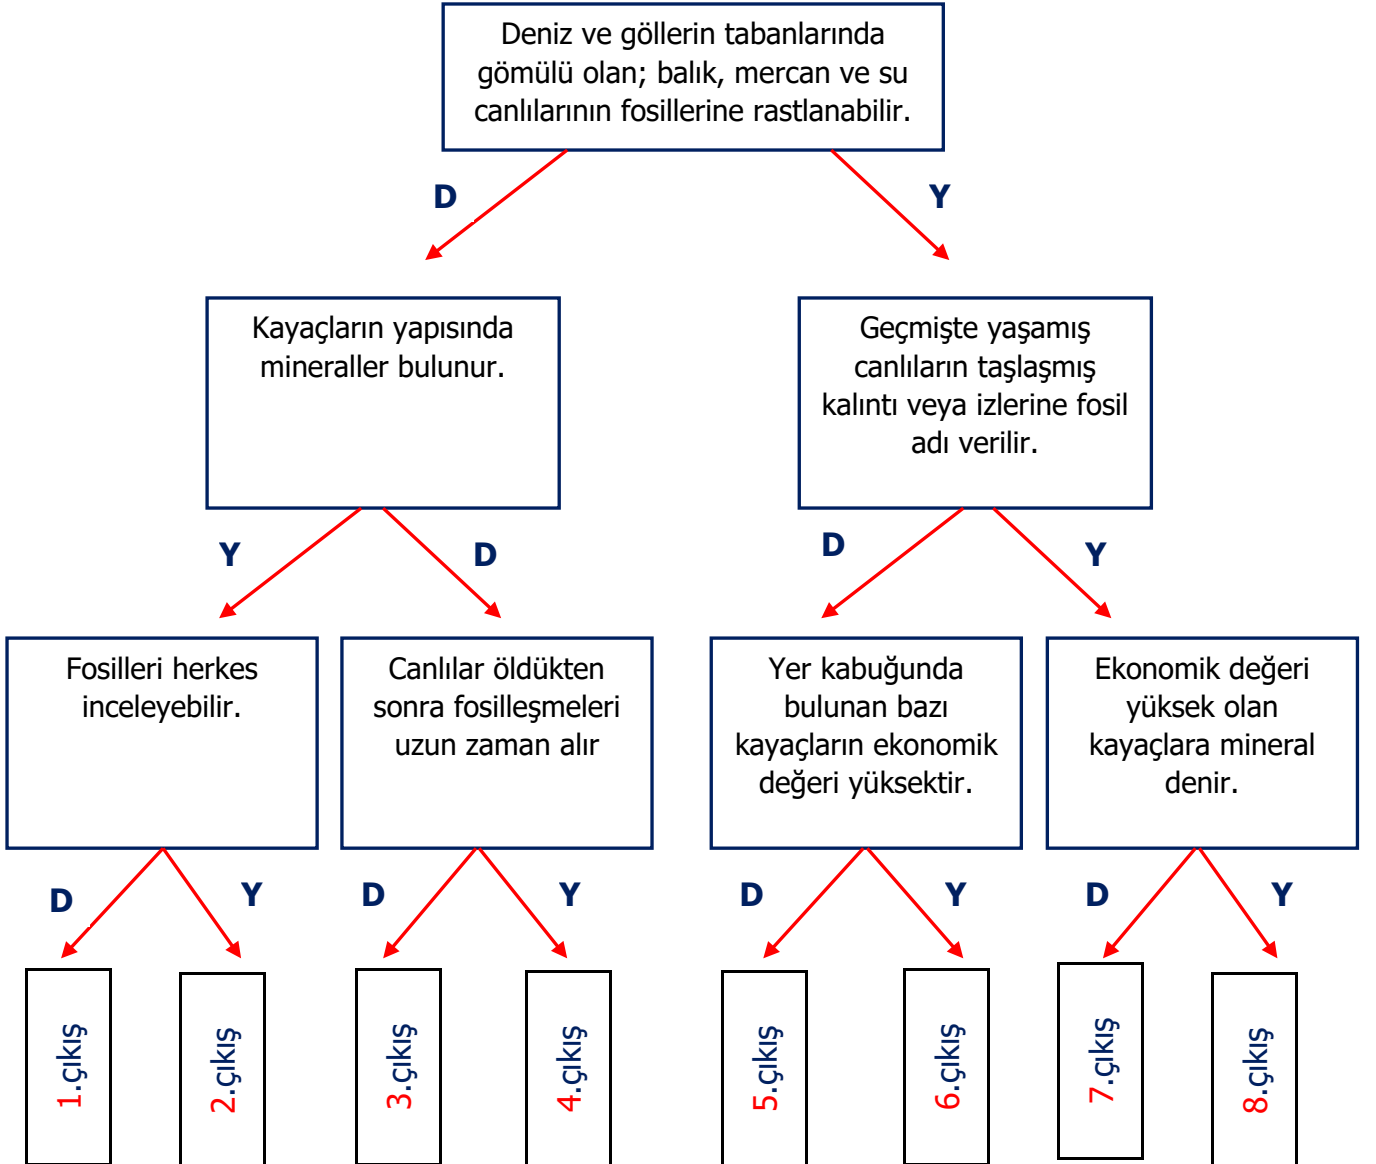 Deniz ve göllerin tabanlarında
gömülü olan; balık, mercan ve su
canlılarının fosillerine rastlanabilir.
D
Y
Kayaçların yapısında
mineraller bulunur.
Geçmişte yaşamış
canlıların taşlaşmış
kalıntı veya izlerine fosil
adı verilir.
Y
D
D
Y
Fosilleri herkes
inceleyebilir.
Canlılar öldükten
sonra fosilleşmeleri
uzun zaman alır
Yer kabuğunda
bulunan bazı
kayaçların ekonomik
değeri yüksektir.
Ekonomik değeri
yüksek olan
kayaçlara mineral
denir.
D
Y
D
Y
D
Y
D
Y
1.çıkış
2.çıkış
3.çıkış
4.çıkış
5.çıkış
6.çıkış
7.çıkış
8.çıkış